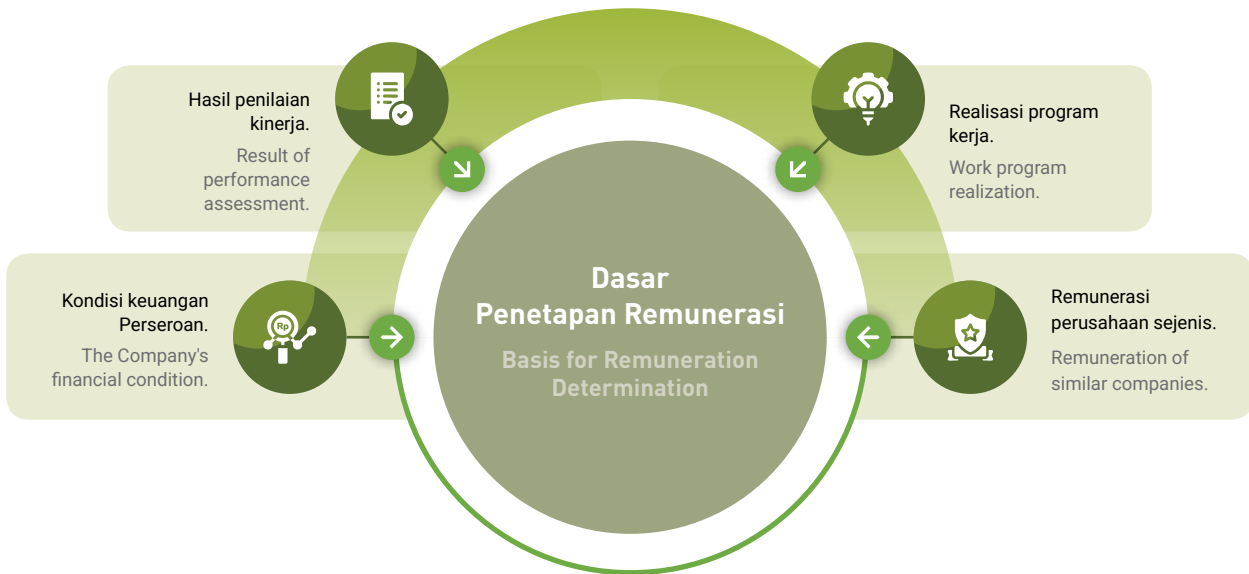 Hasil penilaian
kinerja.
Result of
performance
assessment.
Realisasi program
kerja.
Work program
realization.
Kondisi keuangan
Perseroan.
The Company's
financial condition.
Rp
Dasar
Penetapan Remunerasi
Basis for Remuneration
Determination
Remunerasi
perusahaan sejenis.
Remuneration of
similar companies.